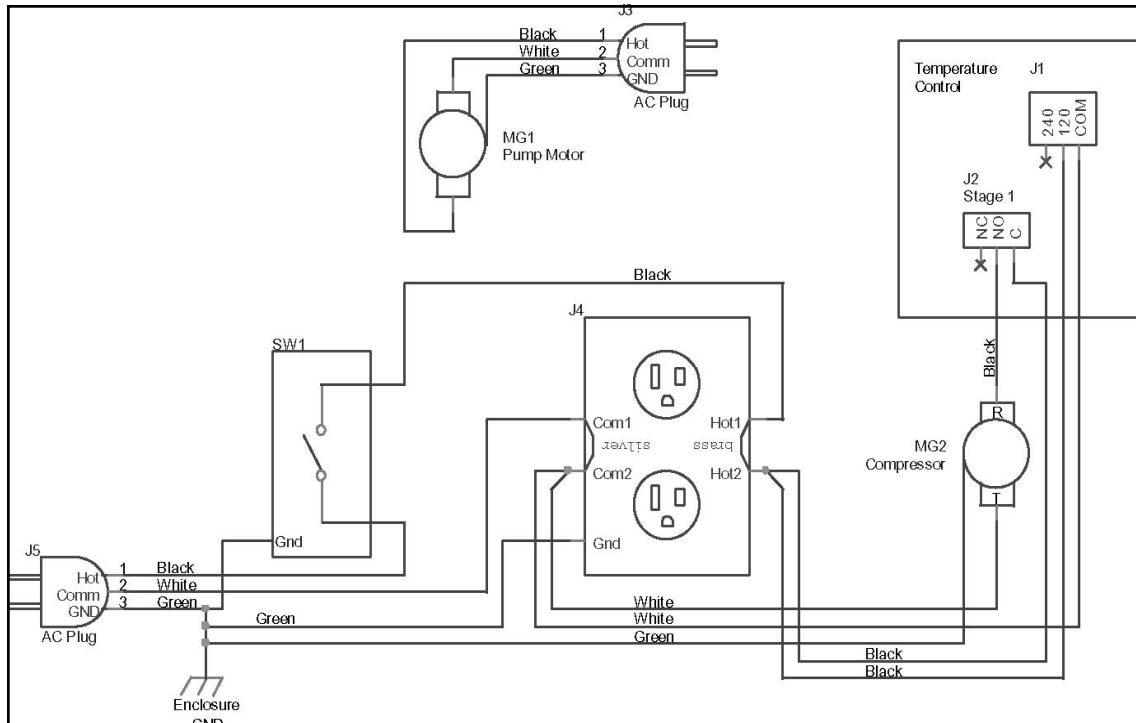 J3
Black 1
White 2
Green 3
Hot
Comm
GND
AC Plug
MG1
Pump Motor
Temperature
Control
J1
240
120
COM
J2
Stage 1
NC
NO
C
Black
Black
SW1
Gnd
J4
Com1
Hot1
silver
brass
Com2
Hot2
Gnd
R
MG2
Compressor
T
J5
Hot
Comm
GND
AC Plug
1 Black
2 White
3 Green
Green
White
White
Green
Black
Black
Enclosure
GND